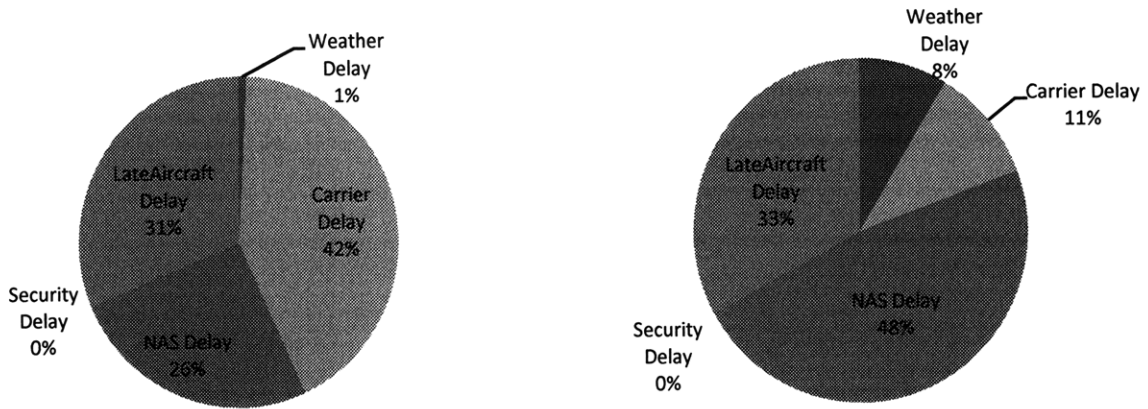 Weather
Delay
1%
LateAircraft
Delay
31%
Carrier
Delay
42%
Security
Delay
0%
NAS Delay
26%
Weather
Delay
8%
Carrier Delay
11%
LateAircraft
Delay
33%
NAS Delay
48%
Security
Delay
0%